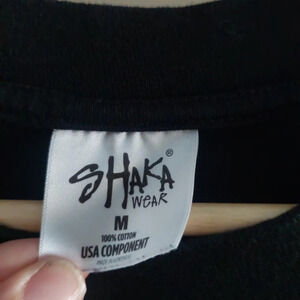 SHAKA®
WEAR
M
100% COTTON
USA COMPONENT